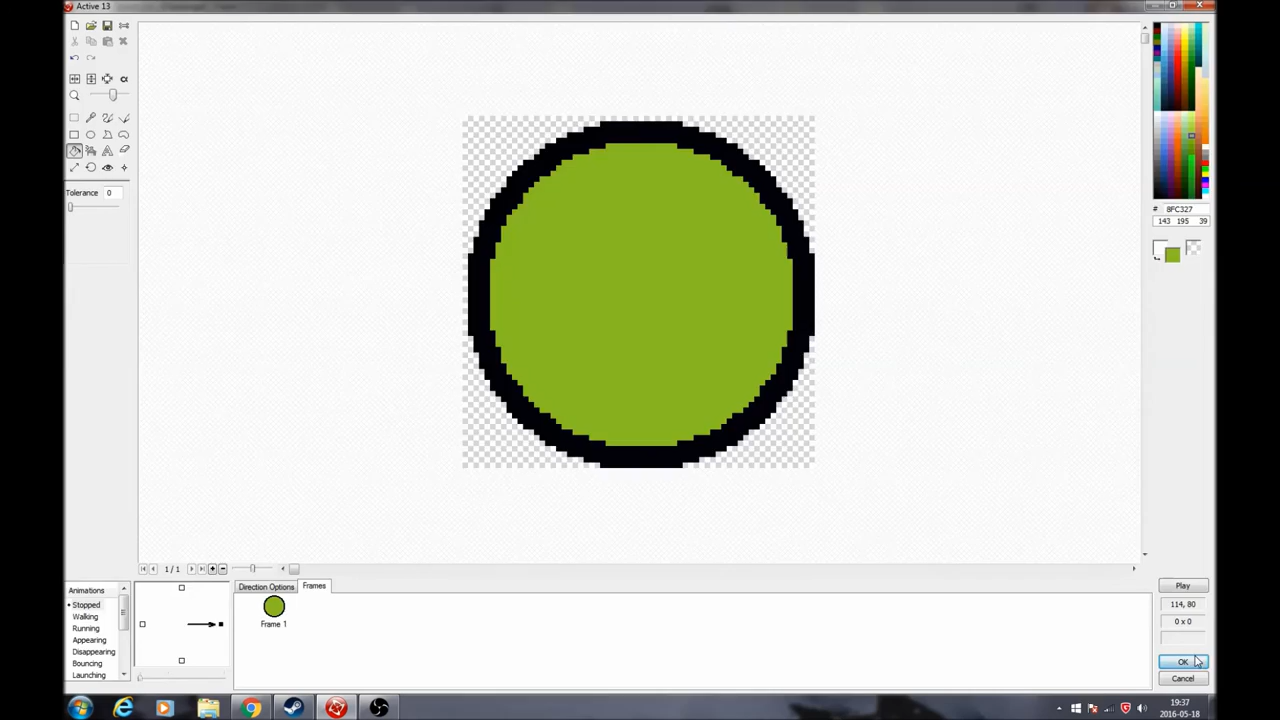 Active 13
Tolerance 0
# 8FC327
143 195 39
1 / 1
Animations
Stopped
Walking
Running
Appearing
Disappearing
Bouncing
Launching
Direction Options Frames
Frame 1
Play
114, 80
0 x 0
OK
Cancel
19:37
2016-05-18